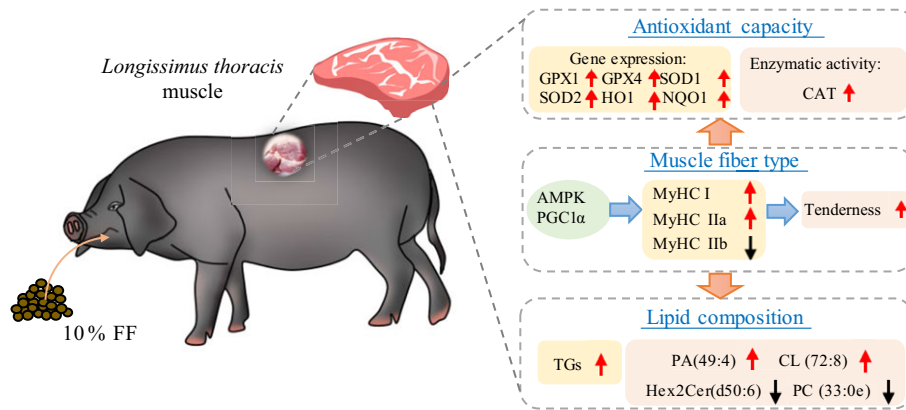 Longissimus thoracis
muscle
10% FF
Antioxidant capacity
Gene expression:
GPX1 GPX4 SOD1
SOD2 HO1 NQO1
Enzymatic activity:
CAT
Muscle fiber type
AMPK
PGC1α
MyHC I
MyHC IIa
MyHC IIb
Tenderness
Lipid composition
TGs
PA(49:4) CL (72:8)
Hex2Cer(d50:6) PC (33:0e)